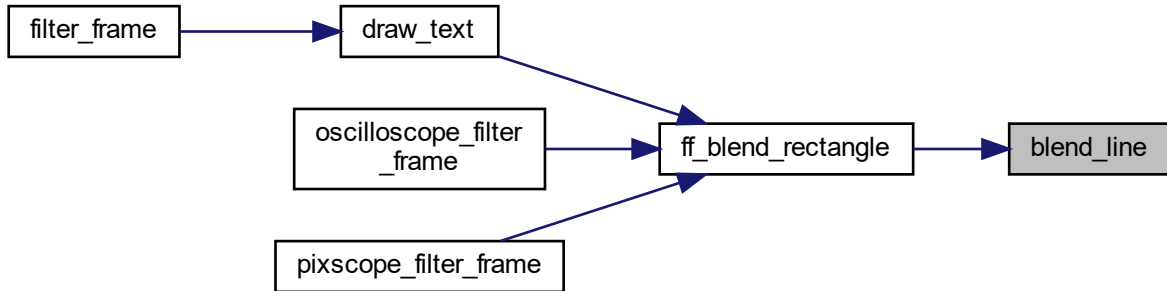 filter_frame
draw_text
oscilloscope_filter
_frame
ff_blend_rectangle
blend_line
pixscope_filter_frame